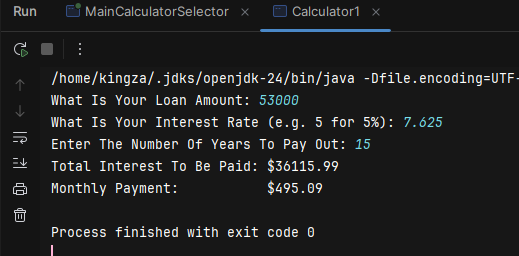 Run MainCalculatorSelector Calculator1
/home/kingza/.jdks/openjdk-24/bin/java -Dfile.encoding=UTF-
What Is Your Loan Amount: 53000
What Is Your Interest Rate (e.g. 5 for 5%): 7.625
Enter The Number Of Years To Pay Out: 15
Total Interest To Be Paid: $36115.99
Monthly Payment:           $495.09
Process finished with exit code 0